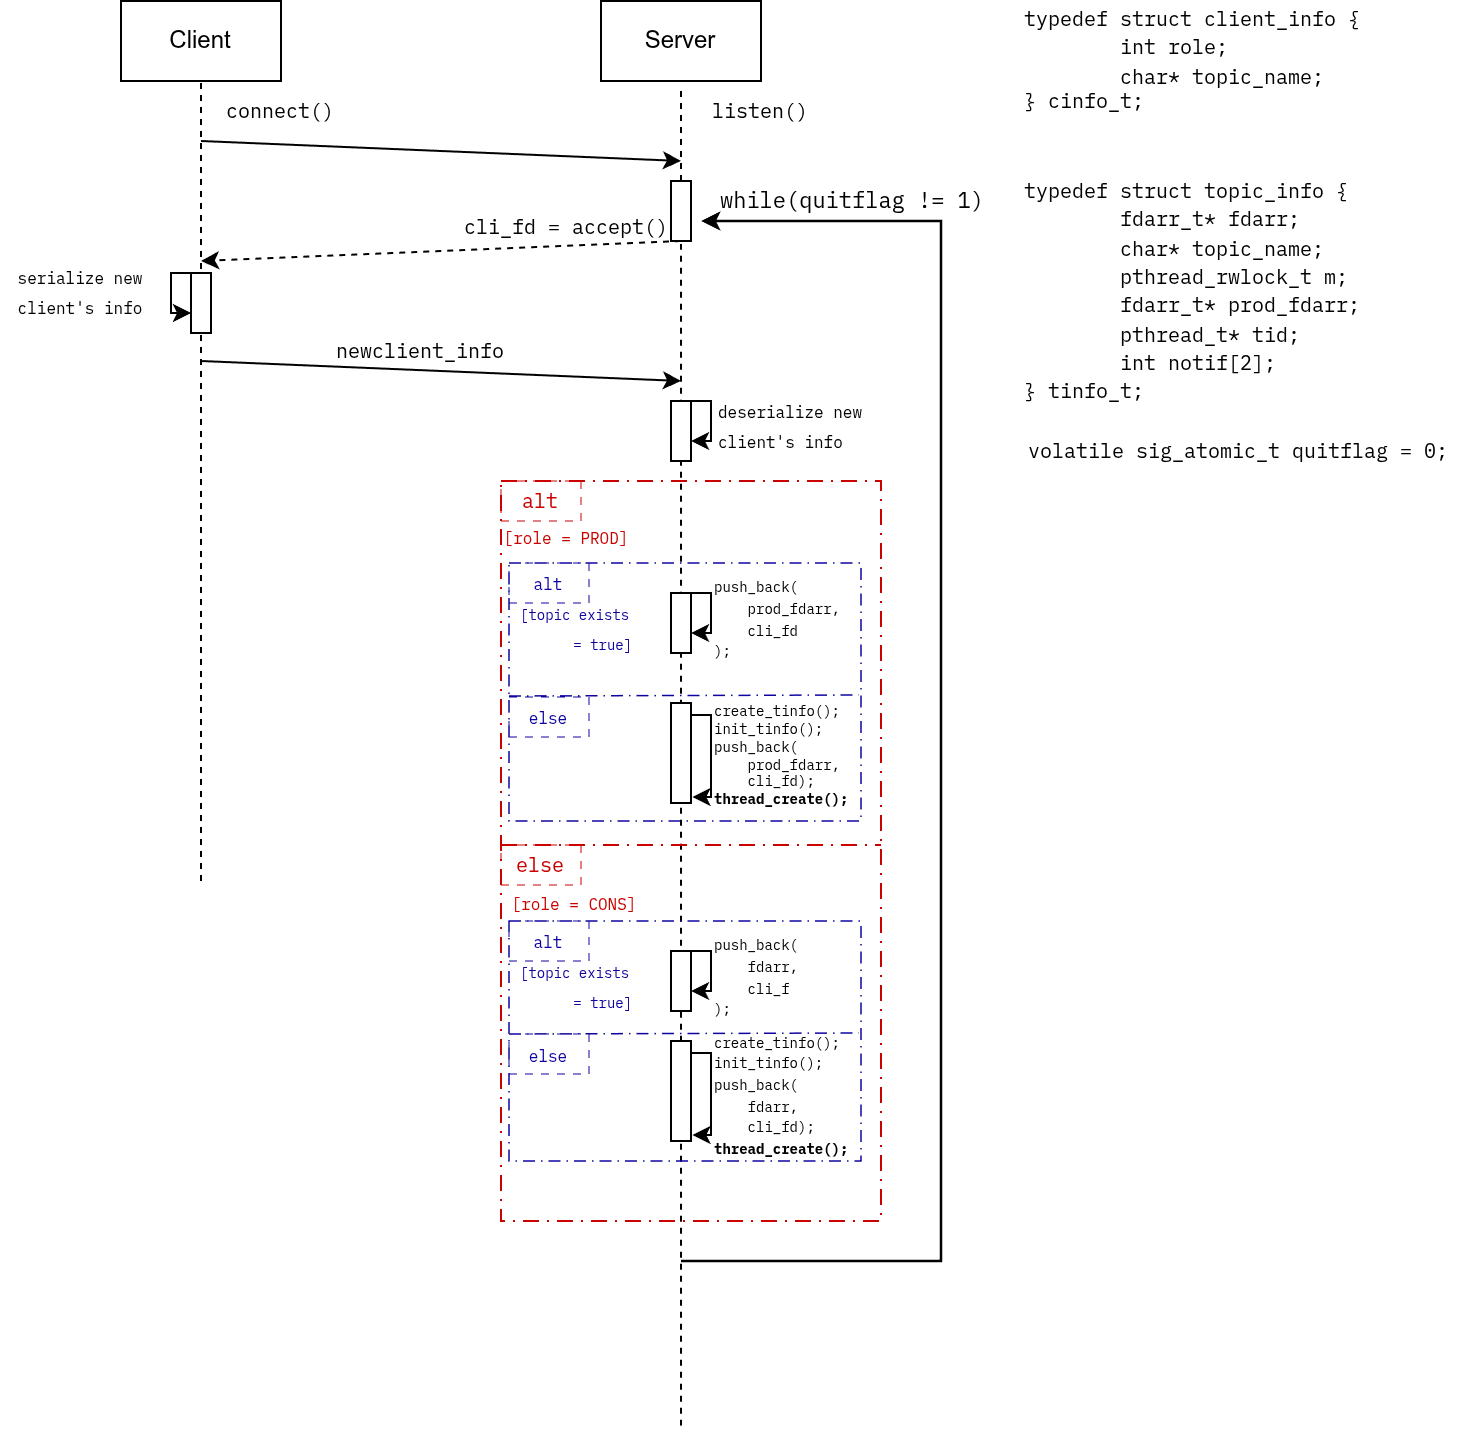 Client
Server
connect()
listen()
while(quitflag != 1)
cli_fd = accept()
serialize new
client's info
newclient_info
deserialize new
client's info
alt
[role = PROD]
alt
[topic exists
= true]
push_back(
prod_fdarr,
cli_fd
);
else
create_tinfo();
init_tinfo();
push_back(
prod_fdarr,
cli_fd);
thread_create();
else
[role = CONS]
alt
[topic exists
= true]
push_back(
fdarr,
cli_f
);
else
create_tinfo();
init_tinfo();
push_back(
fdarr,
cli_fd);
thread_create();
typedef struct client_info {
int role;
char* topic_name;
} cinfo_t;
typedef struct topic_info {
fdarr_t* fdarr;
char* topic_name;
pthread_rwlock_t m;
fdarr_t* prod_fdarr;
pthread_t* tid;
int notif[2];
} tinfo_t;
volatile sig_atomic_t quitflag = 0;